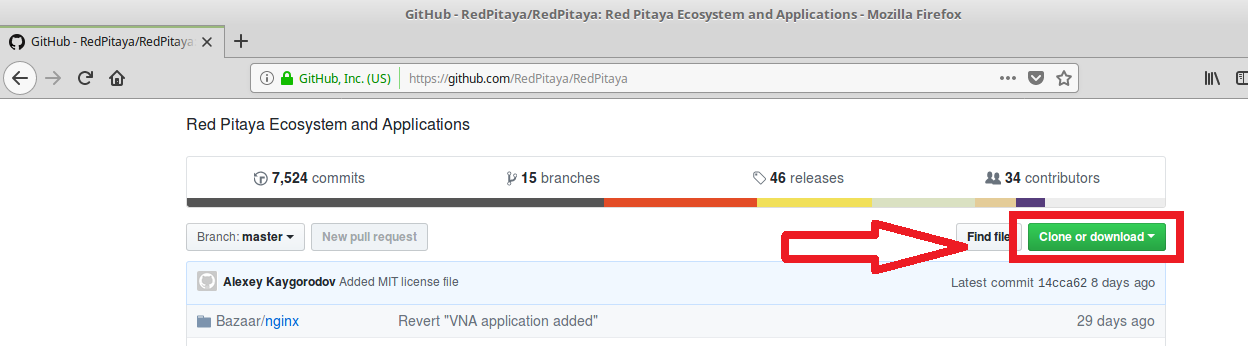 GitHub - RedPitaya/RedPitaya: Red Pitaya Ecosystem and Applications - Mozilla Firefox
GitHub - RedPitaya/RedPitaya
GitHub, Inc. (US) https://github.com/RedPitaya/RedPitaya
Red Pitaya Ecosystem and Applications
7,524 commits 15 branches 46 releases 34 contributors
Branch: master New pull request Find file Clone or download
Alexey Kaygorodov Added MIT license file Latest commit 14cca62 8 days ago
Bazaar/nginx Revert "VNA application added" 29 days ago